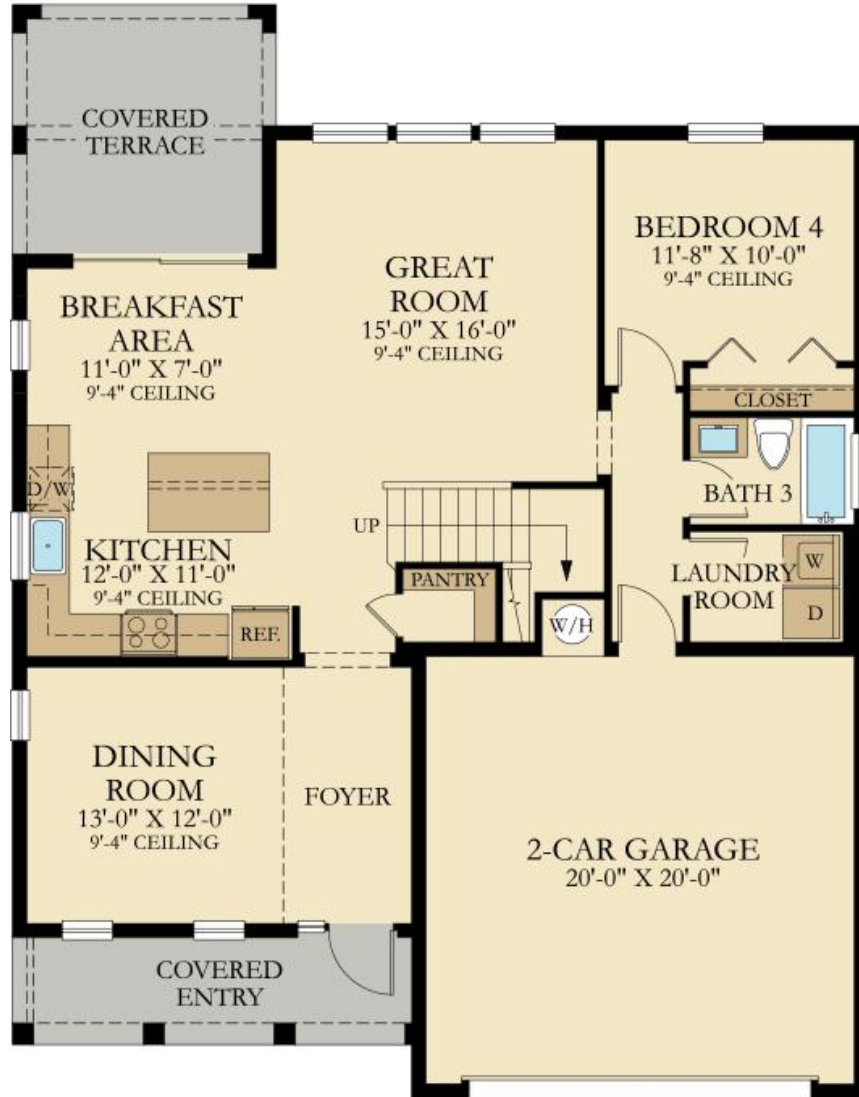 COVERED
TERRACE
BEDROOM 4
11'-8" X 10'-0"
9'-4" CEILING
GREAT
ROOM
15'-0" X 16'-0"
9'-4" CEILING
BREAKFAST
AREA
11'-0" X 7'-0"
9'-4" CEILING
CLOSET
D/W
BATH 3
UP
KITCHEN
12'-0" X 11'-0"
9'-4" CEILING
PANTRY
LAUNDRY
ROOM
W
D
REF.
W/H
DINING
ROOM
13'-0" X 12'-0"
9'-4" CEILING
FOYER
2-CAR GARAGE
20'-0" X 20'-0"
COVERED
ENTRY